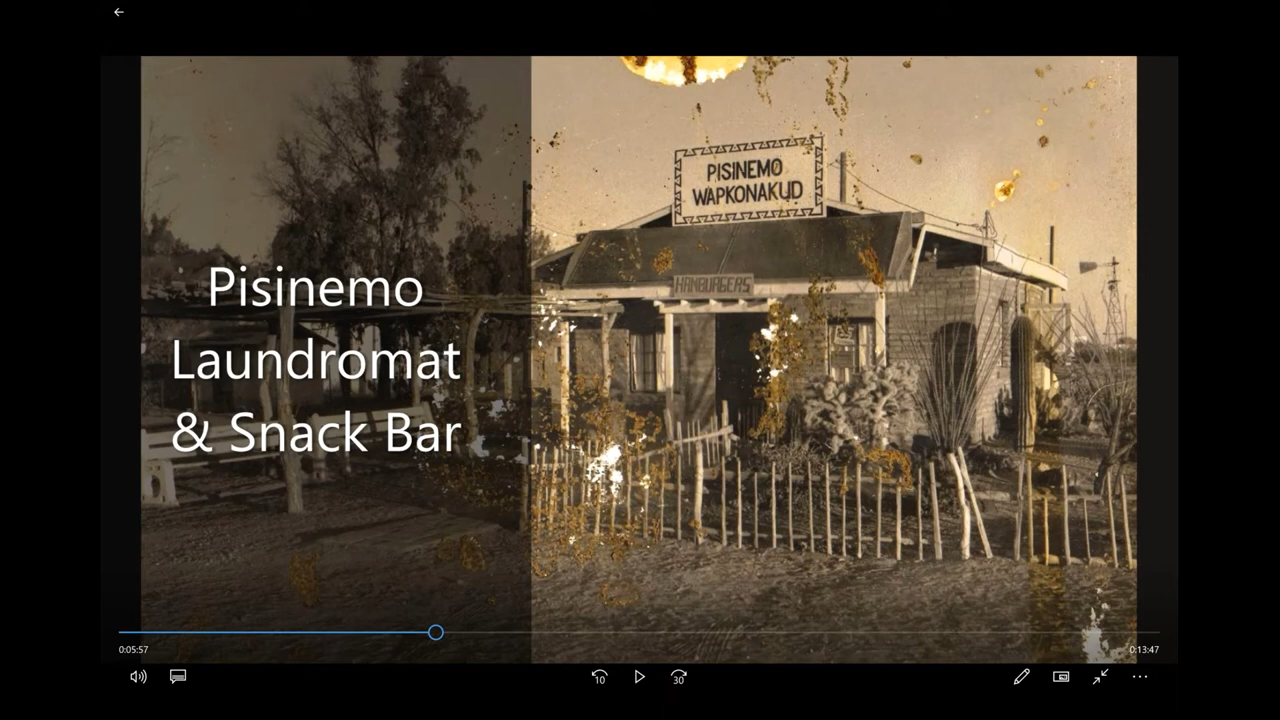 PISINEMO
WAPKONAKUD
HAMBURGERS
Pisinemo
Laundromat
& Snack Bar
0:05:57
0:13:47
10
30